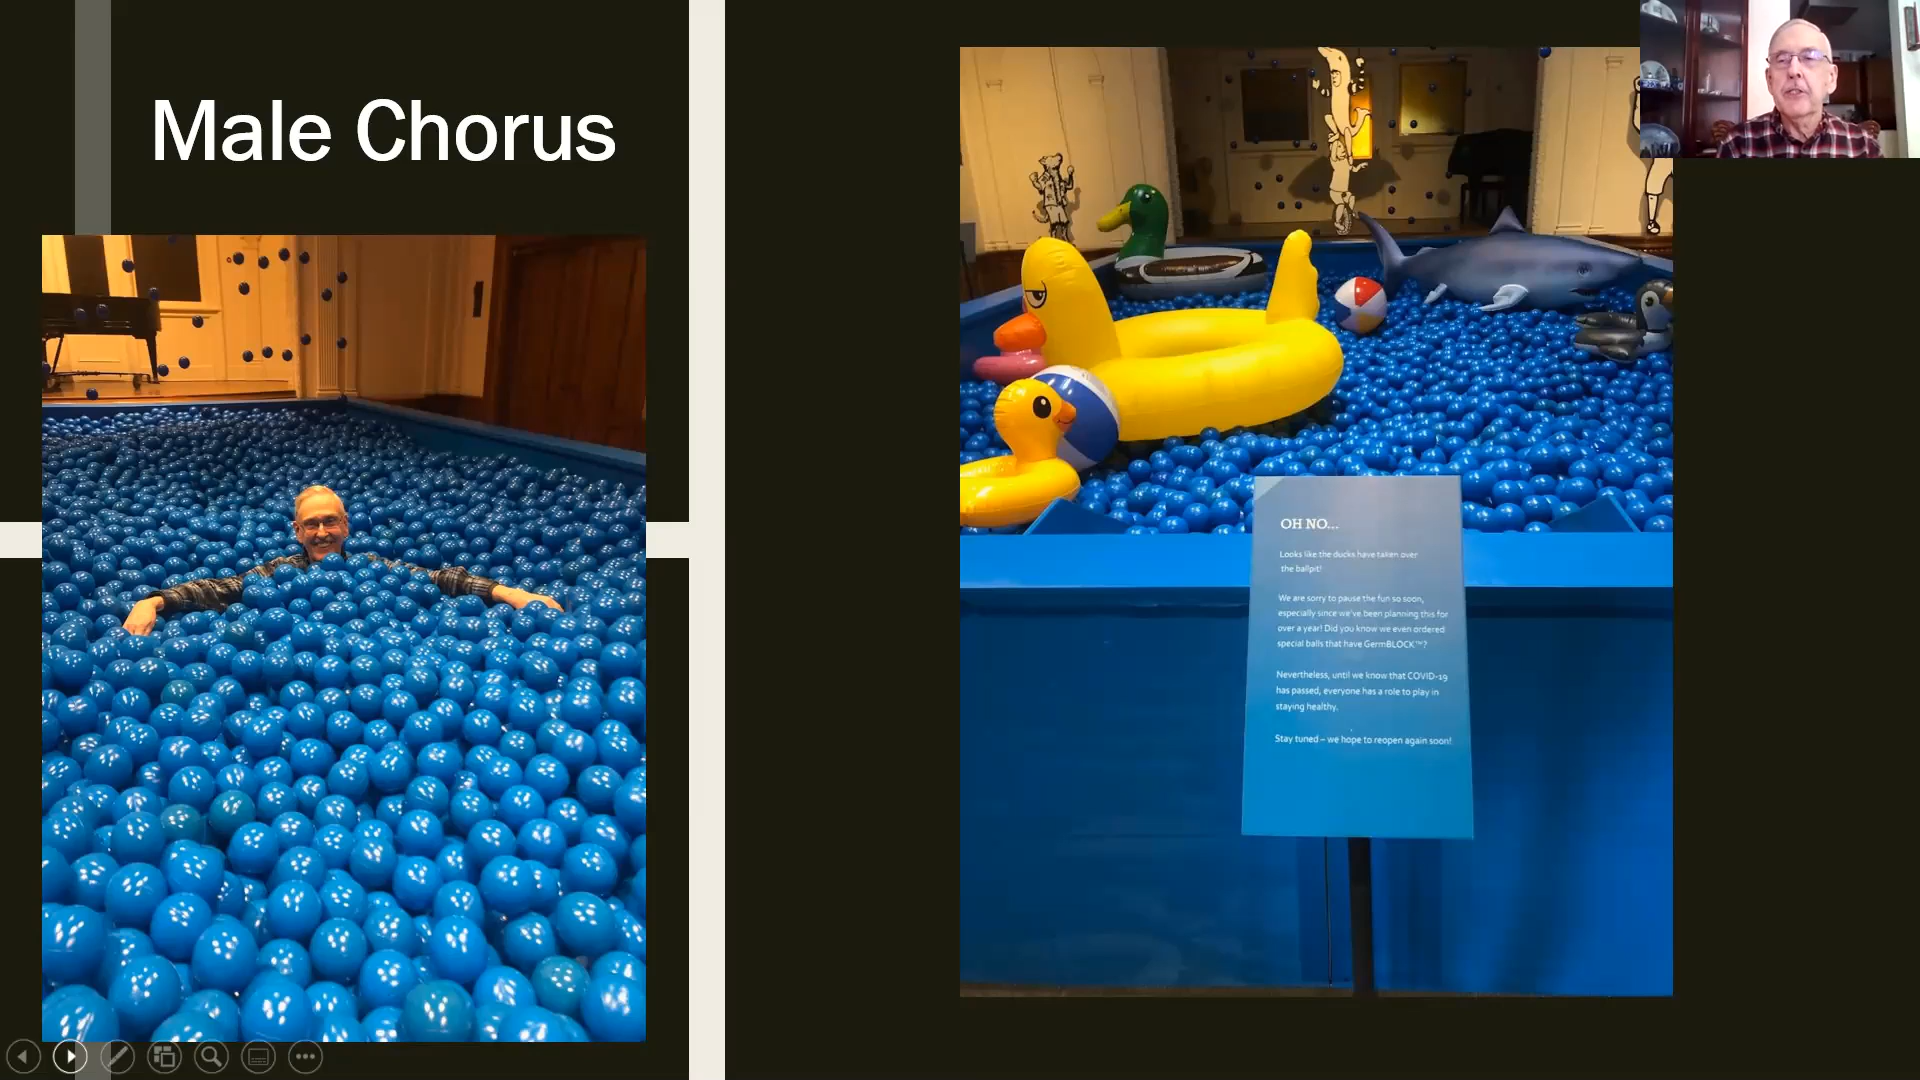 Male Chorus
OH NO...
Looks like the ducks have taken over
the ballpit!
We are sorry to pause the fun so soon,
especially since we've been planning this for
over a year! Did you know we even ordered
special balls that have GermBLOCK™?
Nevertheless, until we know that COVID-19
has passed, everyone has a role to play in
staying healthy.
Stay tuned – we hope to reopen again soon!